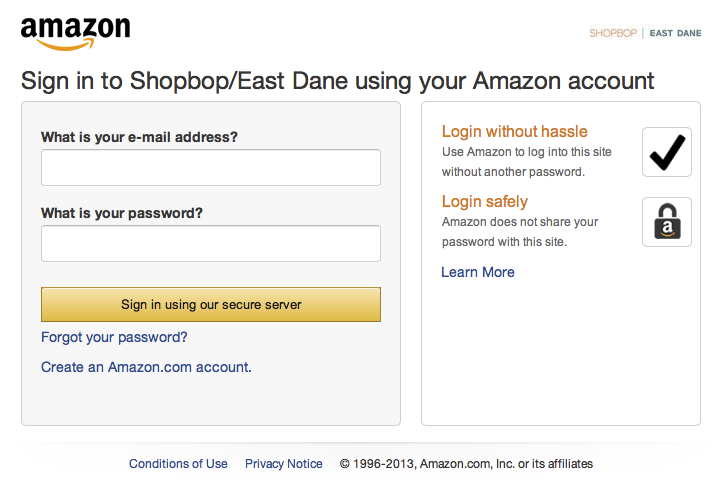 amazon
SHOPBOP | EAST DANE
Sign in to Shopbop/East Dane using your Amazon account
What is your e-mail address?
What is your password?
Sign in using our secure server
Forgot your password?
Create an Amazon.com account.
Login without hassle
Use Amazon to log into this site
without another password.
Login safely
Amazon does not share your
password with this site.
a
Learn More
Conditions of Use Privacy Notice © 1996-2013, Amazon.com, Inc. or its affiliates